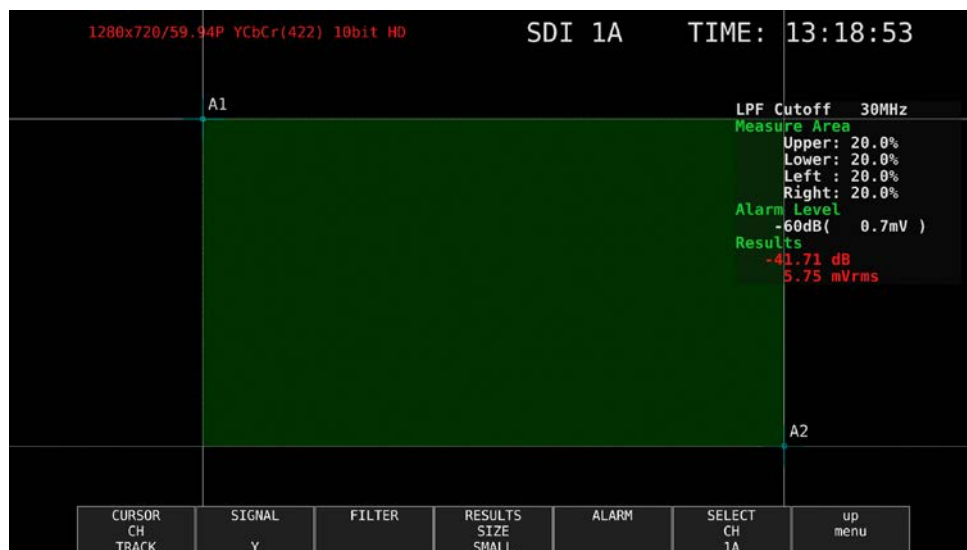 1280x720/59.94P YCbCr(422) 10bit HD SDI 1A TIME: 13:18:53
A1
LPF Cutoff 30MHz
Measure Area
Upper: 20.0%
Lower: 20.0%
Left : 20.0%
Right: 20.0%
Alarm Level
-60dB( 0.7mV )
Results
-41.71 dB
5.75 mVrms
A2
CURSOR SIGNAL FILTER RESULTS ALARM SELECT up
CH SIZE CH menu
TRACK Y SMALL 1A